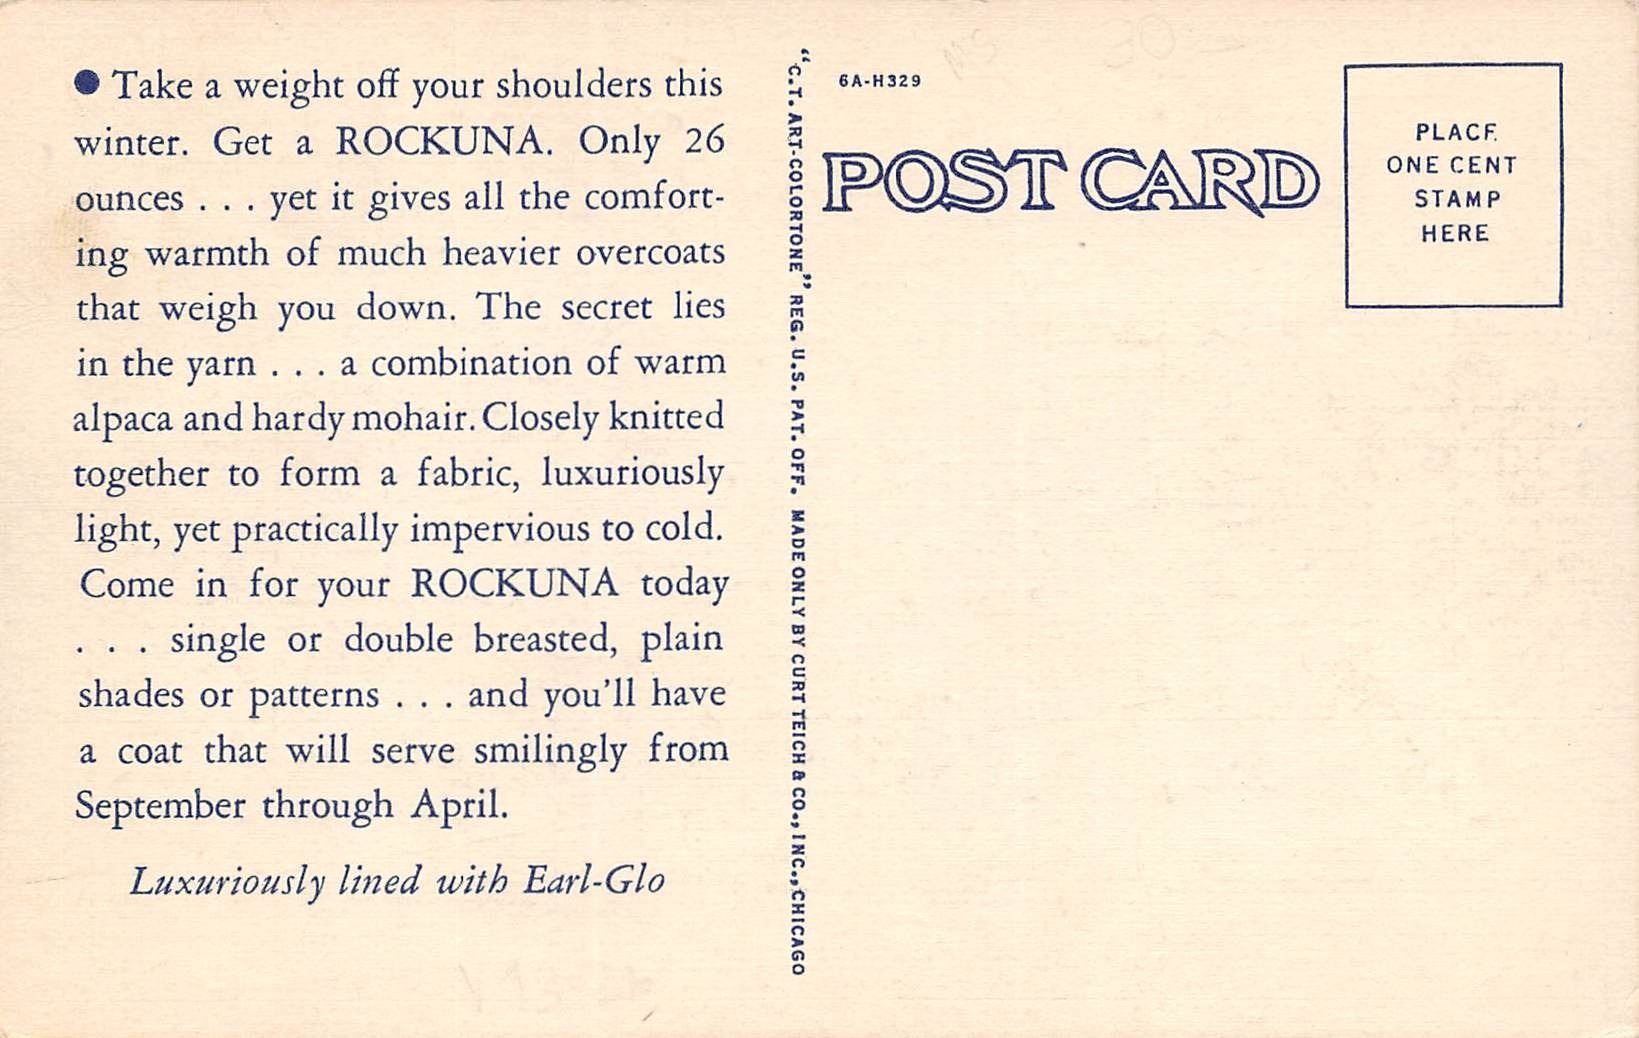 ● Take a weight off your shoulders this
winter. Get a ROCKUNA. Only 26
ounces . . . yet it gives all the comfort-
ing warmth of much heavier overcoats
that weigh you down. The secret lies
in the yarn . . . a combination of warm
alpaca and hardy mohair. Closely knitted
together to form a fabric, luxuriously
light, yet practically impervious to cold.
Come in for your ROCKUNA today
. . . single or double breasted, plain
shades or patterns . . . and you'll have
a coat that will serve smilingly from
September through April.
Luxuriously lined with Earl-Glo
"C.T. ART-COLORTONE" REG. U.S. PAT. OFF. MADE ONLY BY CURT TEICH & CO., INC., CHICAGO
6A-H329
POST CARD
PLACE
ONE CENT
STAMP
HERE